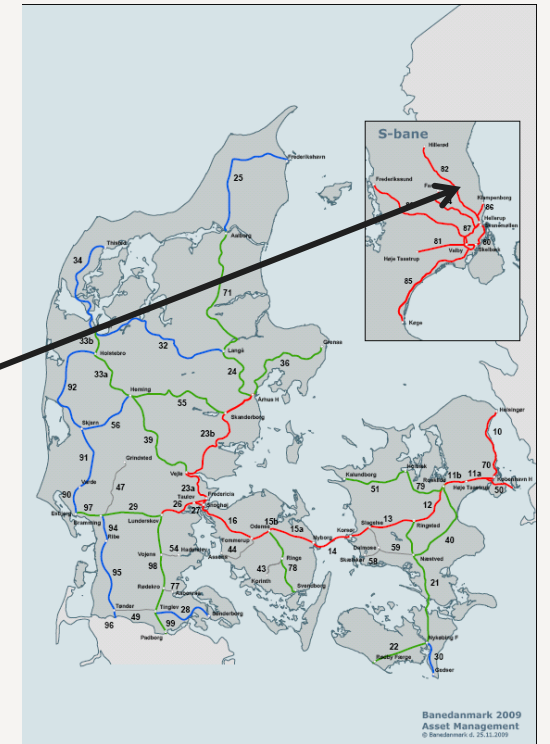 S-bane
Hillerød
82
Frederikssund
Klampenborg
86
Hellerup
87
81
80
Valby
Høje Taastrup
85
Køge
Frederikshavn
25
Aalborg
Thisted
34
71
33b
32
Holstebro
Langå
Grenaa
36
24
33a
92
Herning
Århus H
55
Skanderborg
Skjern
56
39
23b
Helsingør
10
91
Grindsted
Vejle
Kalundborg
Holbæk
70
11b
11a
København H
Varde
47
23a
Fredericia
Taulov
51
79
Høje Taastrup
50
90
26
27
97
29
12
Esbjerg
Bramming
Lunderskov
16
15b
13
Slagelse
94
Odense
15a
Ringsted
40
Ribe
Tommerup
Nyborg
Korsør
54
44
14
59
Vojens
98
Assens
Ringe
Skælskør
58
Næstved
95
43
78
Rødekro
77
Faaborg
Svendborg
21
Tønder
Tinglev
28
Sønderborg
96
49
99
Nykøbing F
Padborg
22
30
Rødby Færge
Gedser
Banedanmark 2009
Asset Management
© Banedanmark d. 25.11.2009